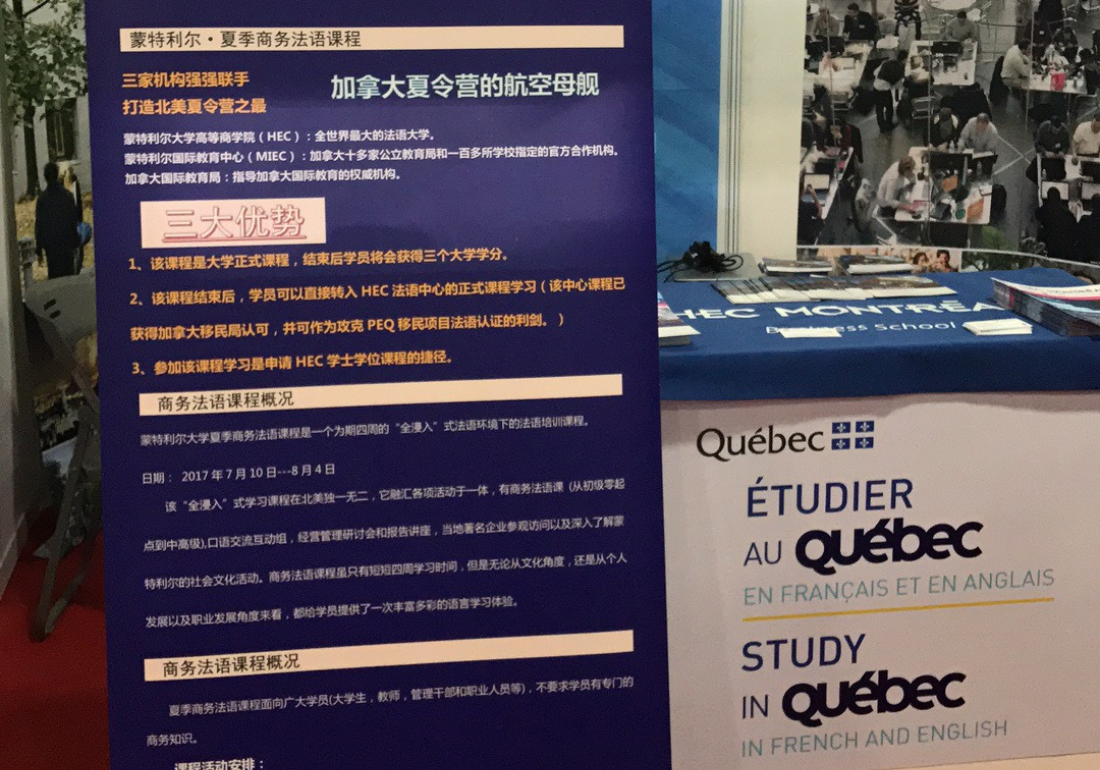 蒙特利尔·夏季商务法语课程
三家机构强强联手
打造北美夏令营之最
加拿大夏令营的航空母舰
蒙特利尔大学高等商学院（HEC）：全世界最大的法语大学。
蒙特利尔国际教育中心（MIEC）：加拿大十多家公立教育局和一百多所学校指定的官方合作机构。
加拿大国际教育局：指导加拿大国际教育的权威机构。
三大优势
1、该课程是大学正式课程，结束后学员将会获得三个大学学分。
2、该课程结束后，学员可以直接转入 HEC 法语中心的正式课程学习（该中心课程已
获得加拿大移民局认可，并可作为攻克 PEQ 移民项目法语认证的利剑。）
3、参加该课程学习是申请 HEC 学士学位课程的捷径。
商务法语课程概况
蒙特利尔大学夏季商务法语课程是一个为期四周的“全浸入”式法语环境下的法语培训课程。
日期： 2017 年 7 月 10 日---8 月 4 日
该“全浸入”式学习课程在北美独一无二，它融汇各项活动于一体，有商务法语课（从初级零起
点到中高级),口语交流互动组，经营管理研讨会和报告讲座，当地著名企业参观访问以及深入了解蒙
特利尔的社会文化活动。商务法语课程虽只有短短四周学习时间，但是无论从文化角度，还是从个人
发展以及职业发展角度来看，都给学员提供了一次丰富多彩的语言学习体验。
商务法语课程概况
夏季商务法语课程面向广大学员(大学生，教师，管理干部和职业人员等)，不要求学员有专门的
商务知识。
课程活动安排：
HEC MONTRÉA
Business School
Québec
ÉTUDIER
AU Québec
EN FRANÇAIS ET EN ANGLAIS
STUDY
IN Québec
IN FRENCH AND ENGLISH